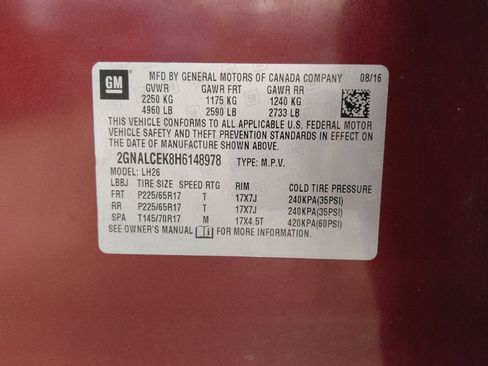 GM MFD BY GENERAL MOTORS OF CANADA COMPANY 08/16
GVWR GAWR FRT GAWR RR
2250 KG 1175 KG 1240 KG
4960 LB 2590 LB 2733 LB
THIS VEHICLE CONFORMS TO ALL APPLICABLE U.S. FEDERAL MOTOR
VEHICLE SAFETY AND THEFT PREVENTION STANDARDS IN EFFECT
ON THE DATE OF MANUFACTURE SHOWN ABOVE.
2GNALCEK8H6148978 TYPE: M.P.V.
MODEL: LH26
LBBJ TIRE SIZE SPEED RTG RIM COLD TIRE PRESSURE
FRT P225/65R17 T 17X7J 240KPA(35PSI)
RR P225/65R17 T 17X7J 240KPA(35PSI)
SPA T145/70R17 M 17X4.5T 420KPA(60PSI)
SEE OWNER'S MANUAL FOR MORE INFORMATION.